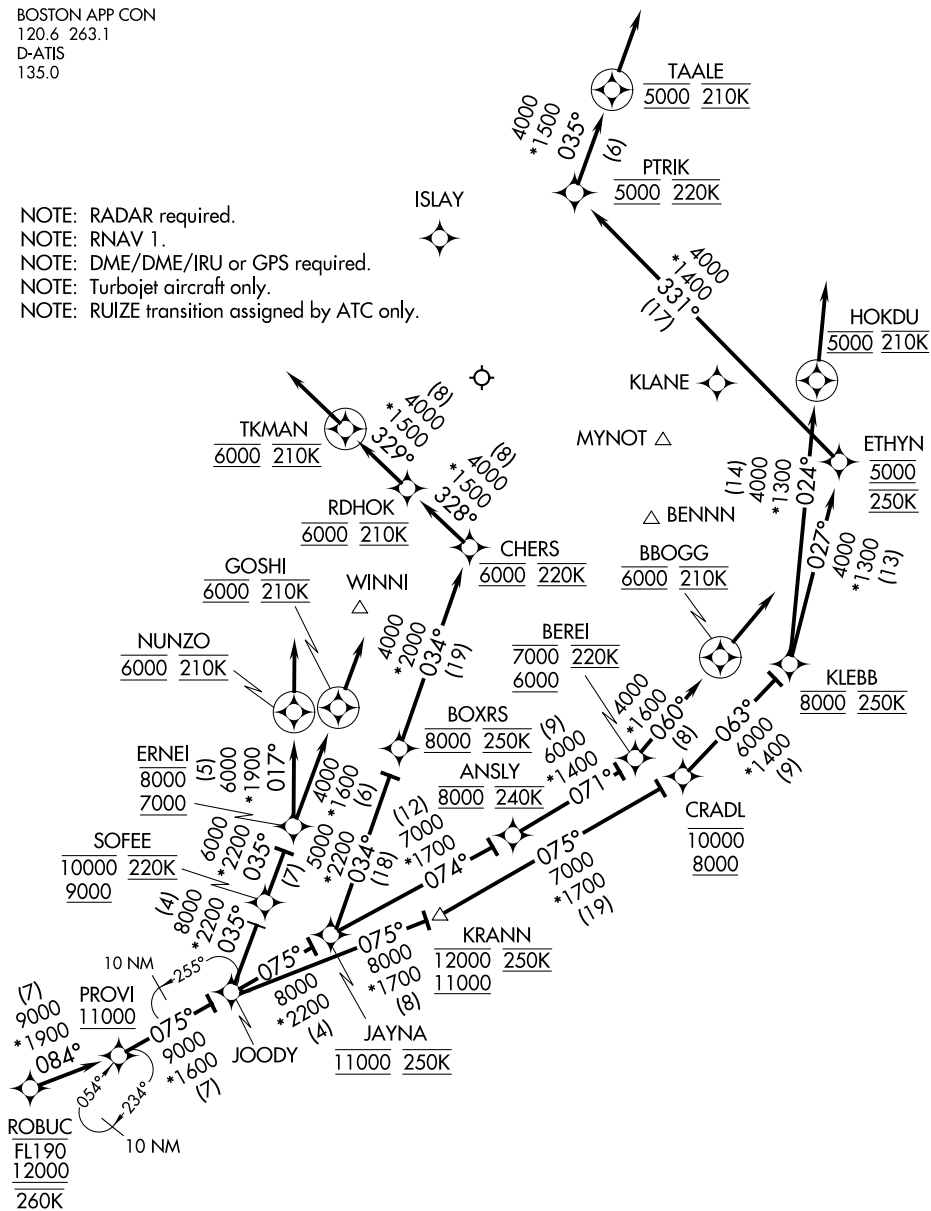 BOSTON APP CON
120.6 263.1
D-ATIS
135.0
NOTE: RADAR required.
NOTE: RNAV 1.
NOTE: DME/DME/IRU or GPS required.
NOTE: Turbojet aircraft only.
NOTE: RUIZE transition assigned by ATC only.
TAALE
5000 210K
4000
*1500
035°
(6)
PTRIK
5000 220K
ISLAY
4000
*1400
331°
(17)
HOKDU
5000 210K
KLANE
MYNOT
ETHYN
5000
250K
(14)
4000
*1300
024°
027°
4000
*1300
(13)
BENNN
TKMAN
6000 210K
(8)
4000
*1500
329°
(8)
4000
*1500
328°
RDHOK
6000 210K
CHERS
6000 220K
GOSHI
6000 210K
WINNI
BBOGG
6000 210K
NUNZO
6000 210K
4000
*2000
034°
(19)
BEREI
7000 220K
6000
4000
*1600
060°
(8)
KLEBB
8000 250K
BOXRS
8000 250K
063°
6000
*1400
(9)
ERNEI
8000
7000
(5)
6000
*1900
017°
4000
*1600
(6)
ANSLY
8000 240K
(9)
6000
*1400
071°
CRADL
10000
8000
SOFEE
10000 220K
9000
6000
*2200
035°
(7)
5000
*2200
034°
(18)
(12)
7000
*1700
074°
075°
7000
*1700
(19)
(4)
8000
*2200
035°
KRANN
12000 250K
11000
075°
8000
*1700
(8)
10 NM
255°
075°
8000
*2200
(4)
JAYNA
11000 250K
JOODY
PROVI
11000
075°
9000
*1600
(7)
(7)
9000
*1900
084°
054°
234°
10 NM
ROBUC
FL190
12000
260K